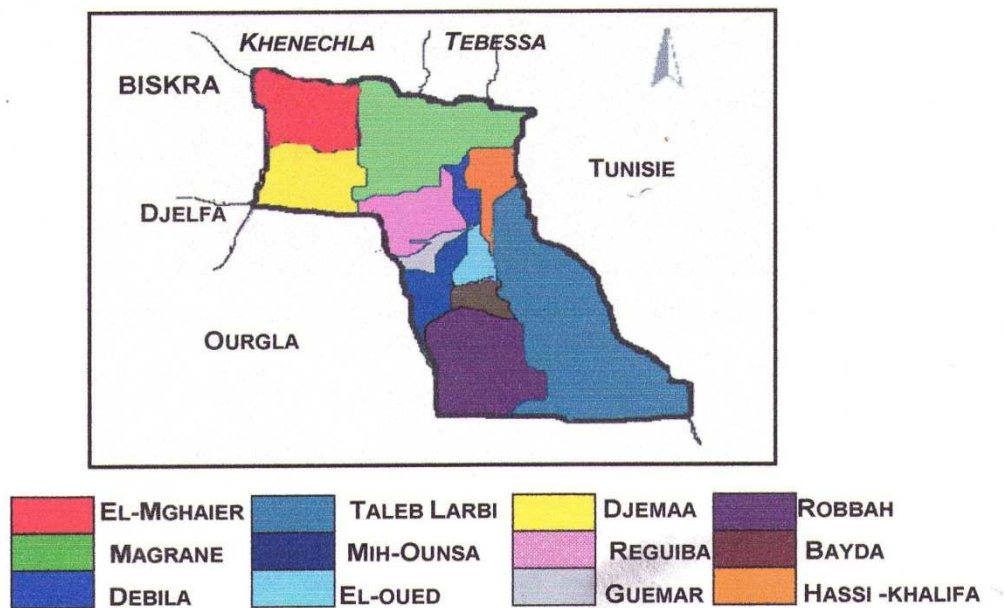 KHENECHLA TEBESSA
BISKRA
TUNISIE
DJELFA
OURGLA
EL-MGHAIER TALEB LARBI DJEMAA ROBBAH
MAGRANE MIH-OUNSA REGUIBA BAYDA
DEBILA EL-OUED GUEMAR HASSI -KHALIFA